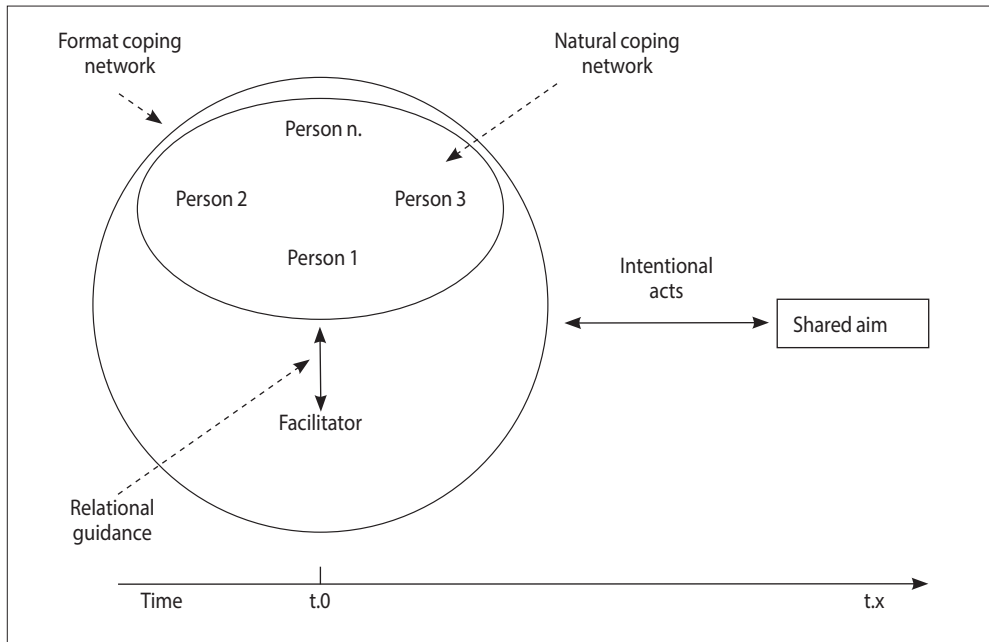 Format coping
network
Natural coping
network
Person n.
Person 2
Person 3
Person 1
Intentional
acts
Shared aim
Facilitator
Relational
guidance
Time
t.0
t.x